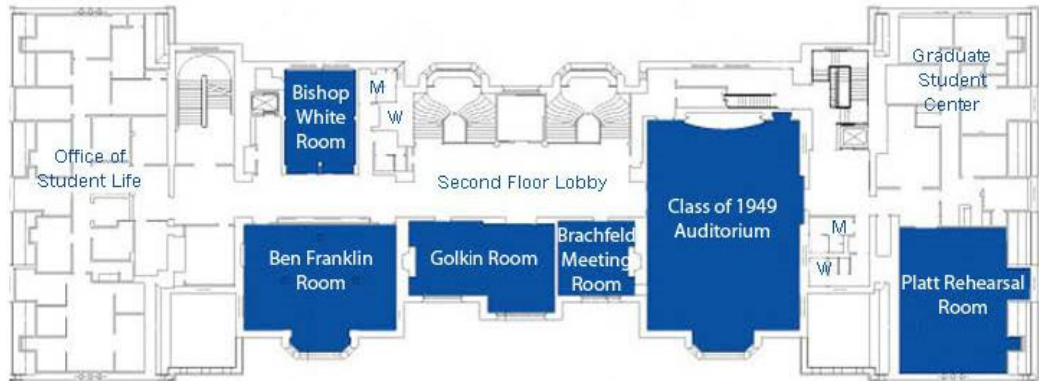 Office of
Student Life
Bishop
White
Room
M
W
Second Floor Lobby
Ben Franklin
Room
Golkin Room
Brachfeld
Meeting
Room
Class of 1949
Auditorium
Graduate
Student
Center
M
W
Platt Rehearsal
Room